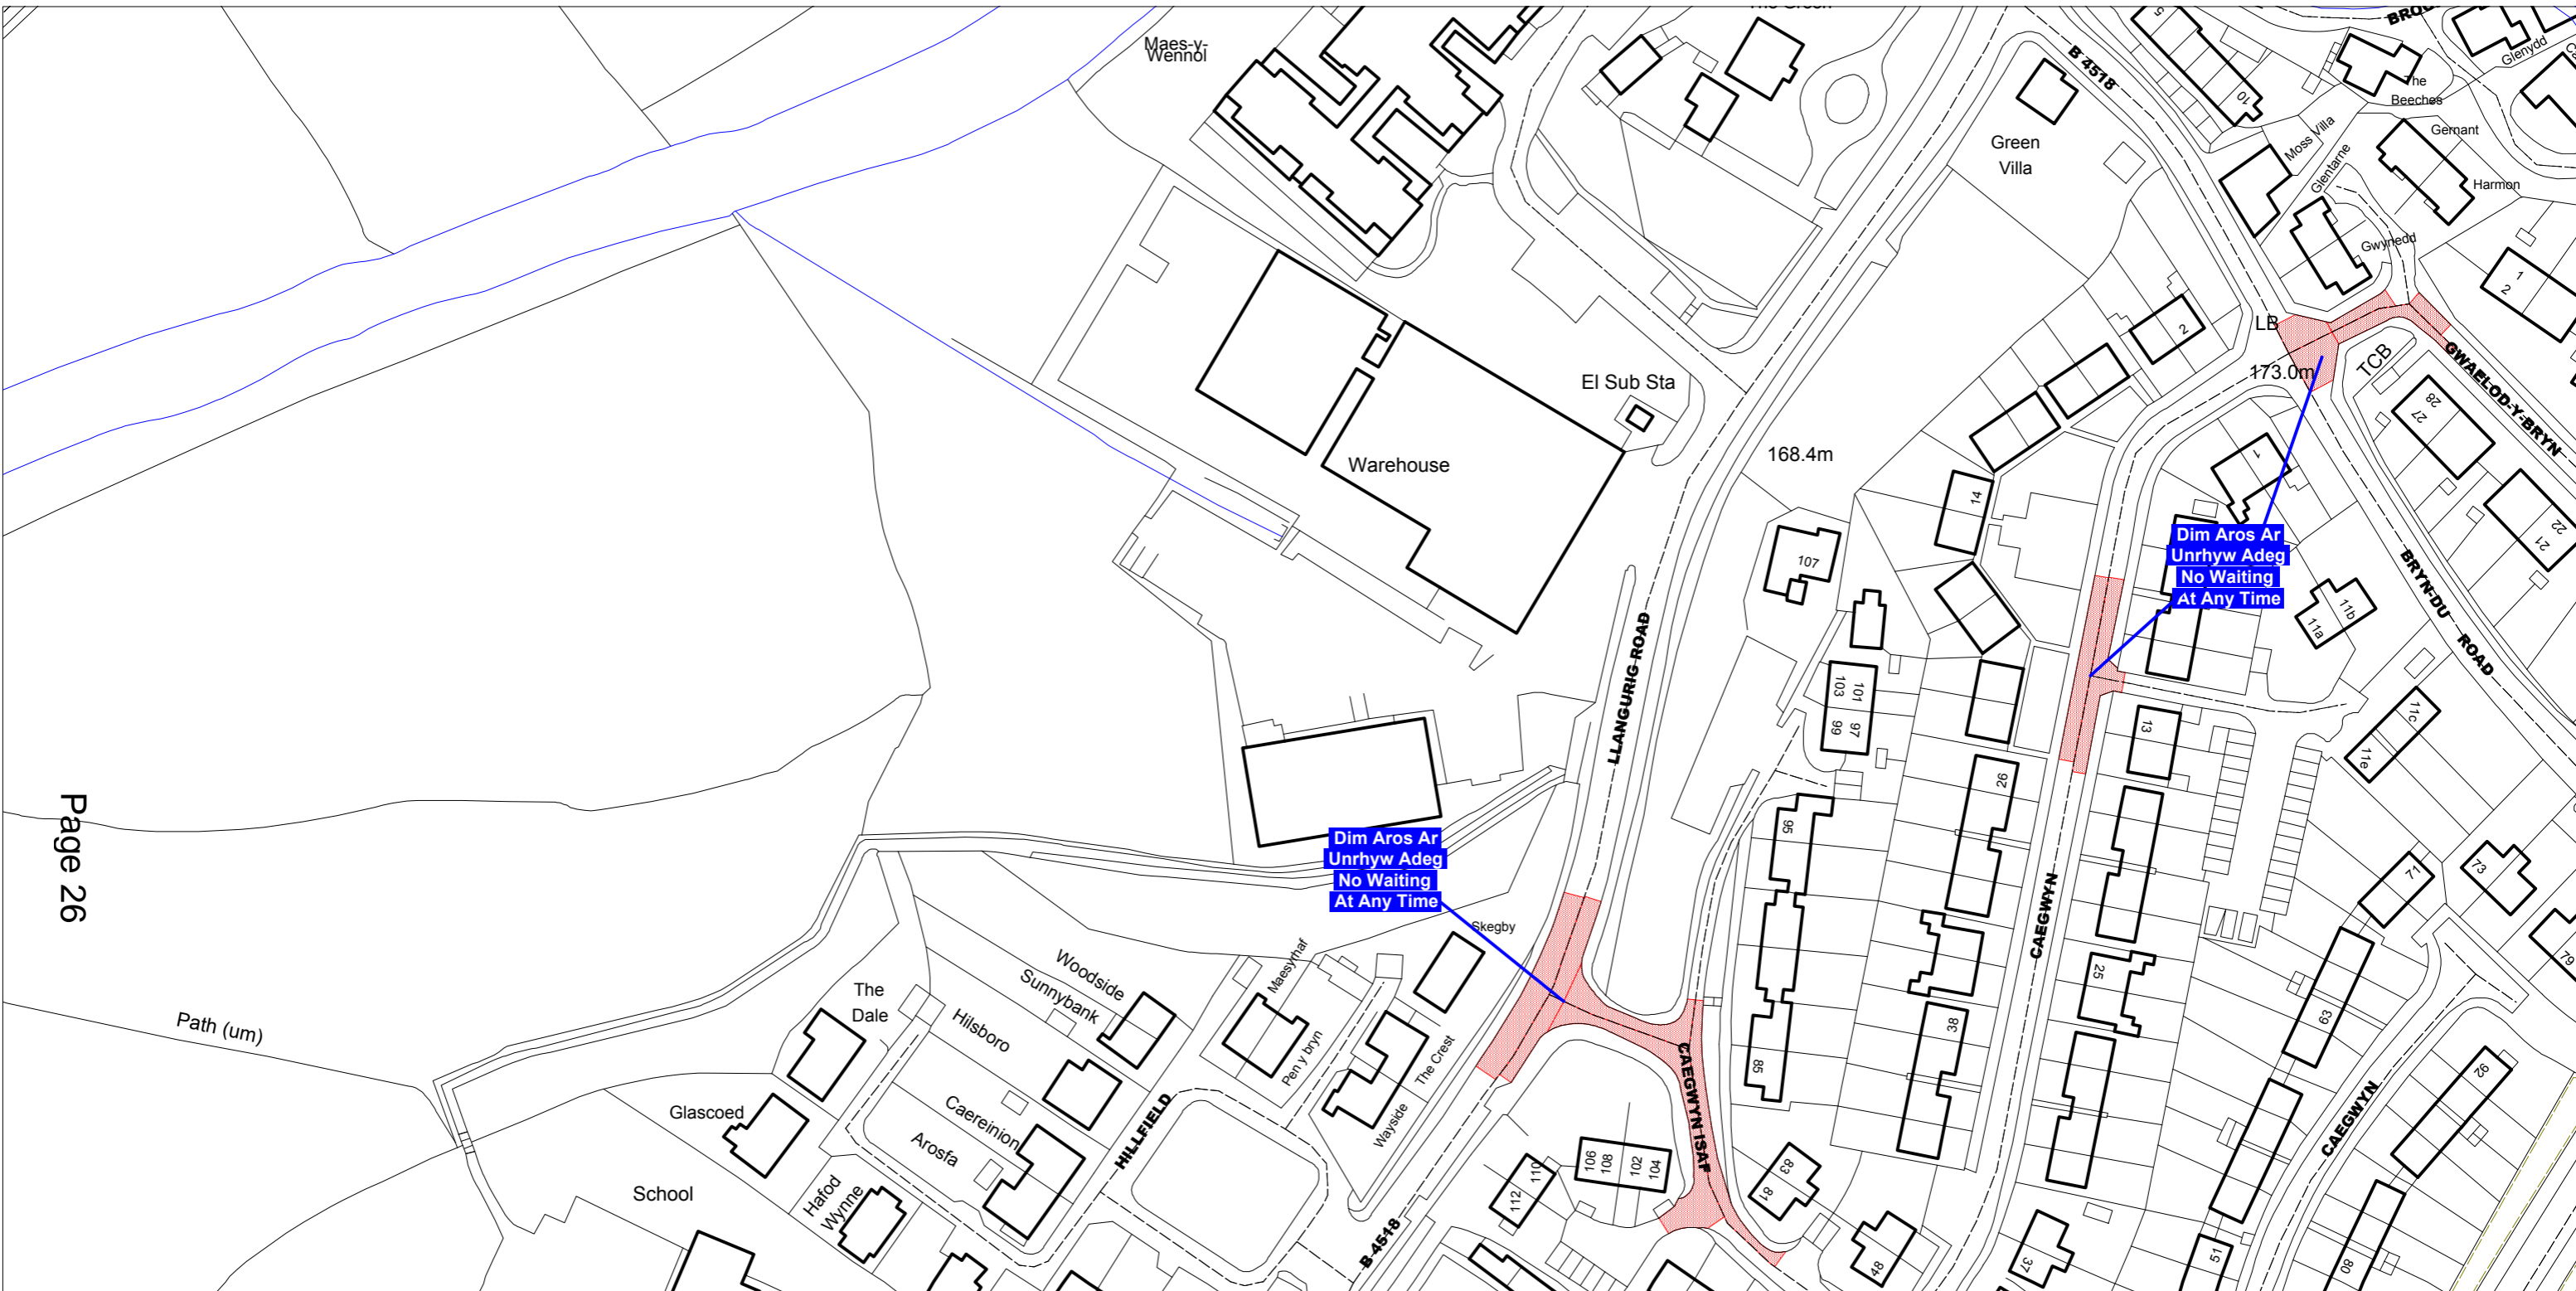 Maes-y-
Wennol
The Green
B 4518
5
10
Glenydd
The
Beeches
Moss Villa
Glentarne
Gernant
Harmon
Gwynedd
Green
Villa
1
2
2
LB
173.0m
TCB
GWAELOD-Y-BRYN
28
27
22
21
El Sub Sta
Warehouse
168.4m
14
107
1
Dim Aros Ar
Unrhyw Adeg
No Waiting
At Any Time
11b
11a
BRYN-DU ROAD
LLANGURIG ROAD
103
101
99
97
13
11c
11e
26
95
Page 26
Dim Aros Ar
Unrhyw Adeg
No Waiting
At Any Time
71
73
79
Skegby
Maesyrhaf
CAEGWYN
25
Woodside
Sunnybank
The
Dale
Hilsboro
Path (um)
Pen y bryn
The Crest
Wayside
38
63
85
92
CAEGWYN ISAF
CAEGWYN
Glascoed
Caereinion
Arosfa
HILLFIELD
106
108
102
104
110
112
83
81
School
Hafod
Wynne
B 4518
48
37
51
80